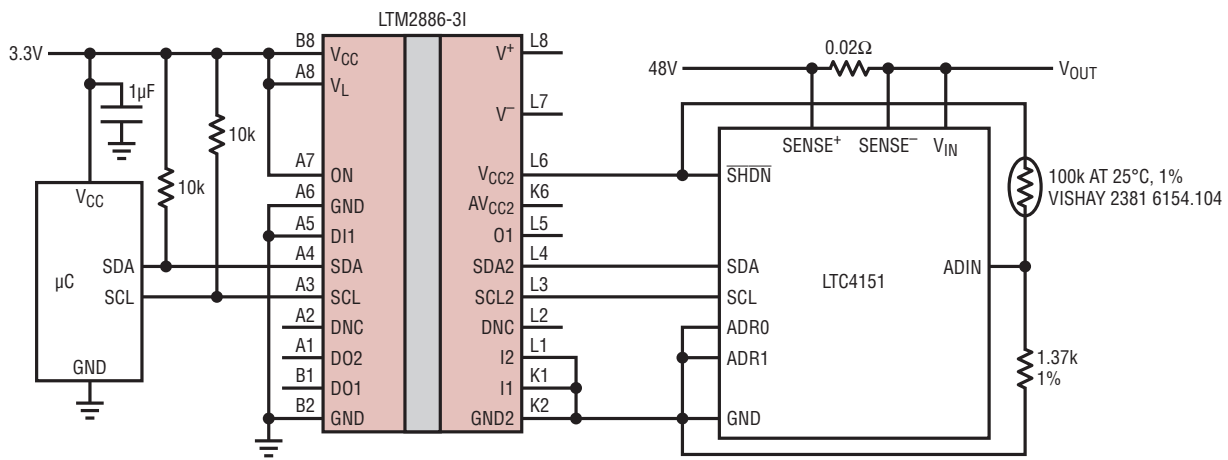 LTM2886-3I
3.3V
1µF
10k
10k
B8 VCC
A8 VL
A7 ON
A6 GND
A5 DI1
A4 SDA
A3 SCL
A2 DNC
A1 DO2
B1 DO1
B2 GND
V+ L8
V– L7
VCC2 L6
AVCC2 K6
O1 L5
SDA2 L4
SCL2 L3
DNC L2
I2 L1
I1 K1
GND2 K2
VCC
µC
SDA
SCL
GND
48V
0.02Ω
VOUT
SENSE+ SENSE– VIN
SHDN
SDA
SCL
ADR0
ADR1
GND
LTC4151
ADIN
100k AT 25°C, 1%
VISHAY 2381 6154.104
1.37k
1%